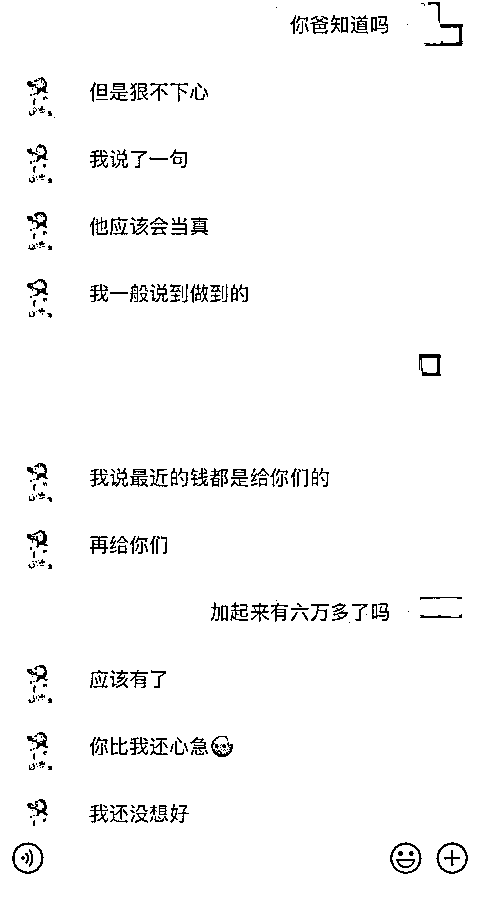 你爸知道吗
但是狠不下心
我说了一句
他应该会当真
我一般说到做到的
我说最近的钱都是给你们的
再给你们
加起来有六万多了吗
应该有了
你比我还心急
我还没想好